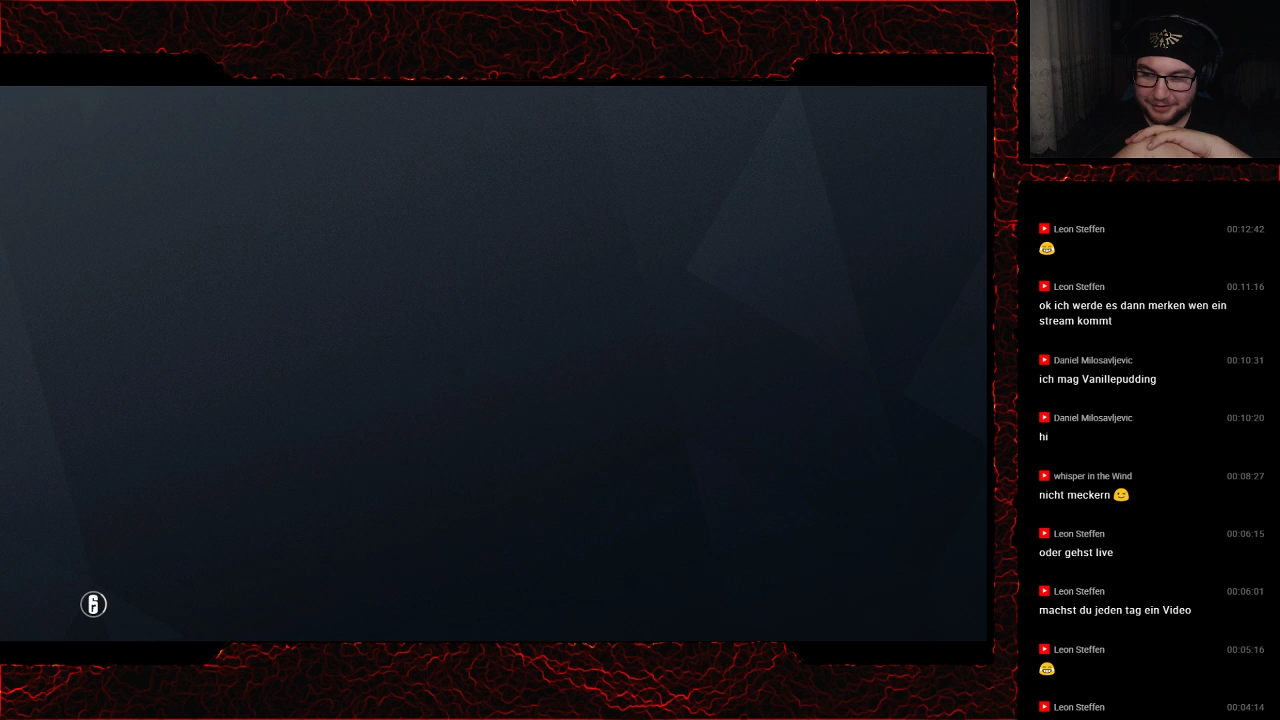 6
Leon Steffen 00:12:42
😂
Leon Steffen 00:11:16
ok ich werde es dann merken wen ein
stream kommt
Daniel Milosavljevic 00:10:31
ich mag Vanillepudding
Daniel Milosavljevic 00:10:20
hi
whisper in the Wind 00:08:27
nicht meckern 😉
Leon Steffen 00:06:15
oder gehst live
Leon Steffen 00:06:01
machst du jeden tag ein Video
Leon Steffen 00:05:16
😂
Leon Steffen 00:04:14